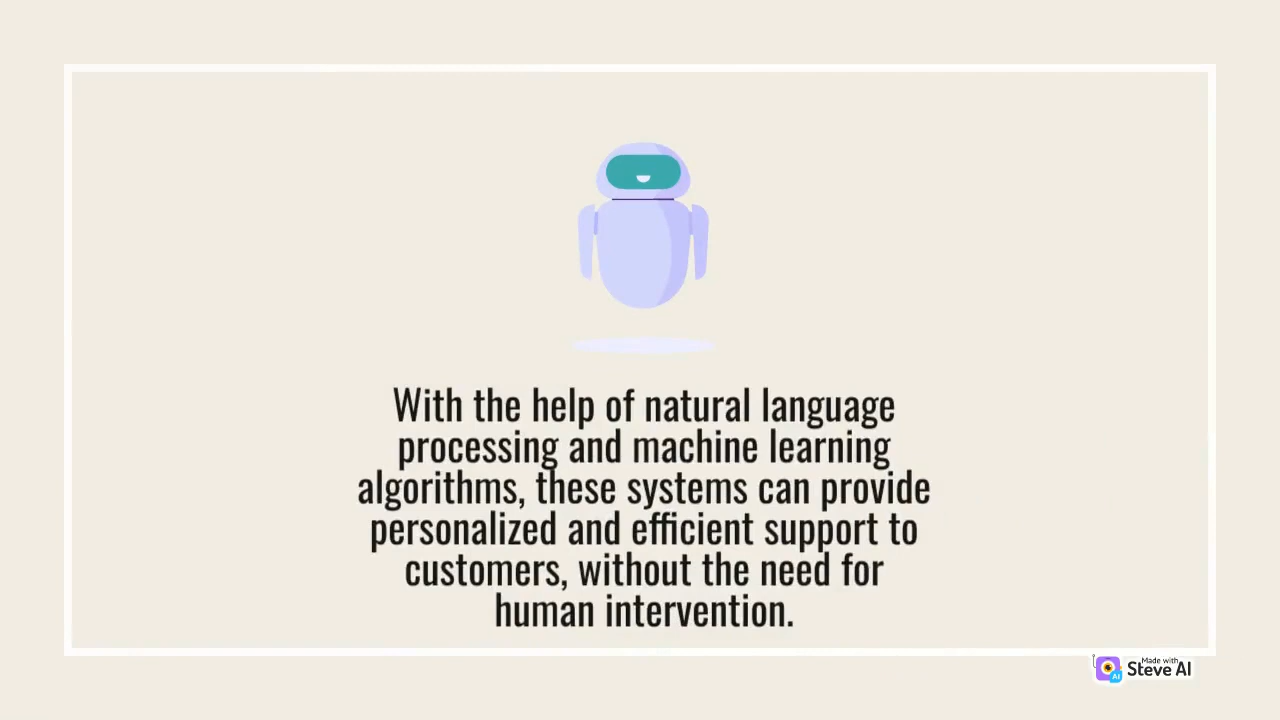 With the help of natural language
processing and machine learning
algorithms, these systems can provide
personalized and efficient support to
customers, without the need for
human intervention.
Made with
Steve AI
AI